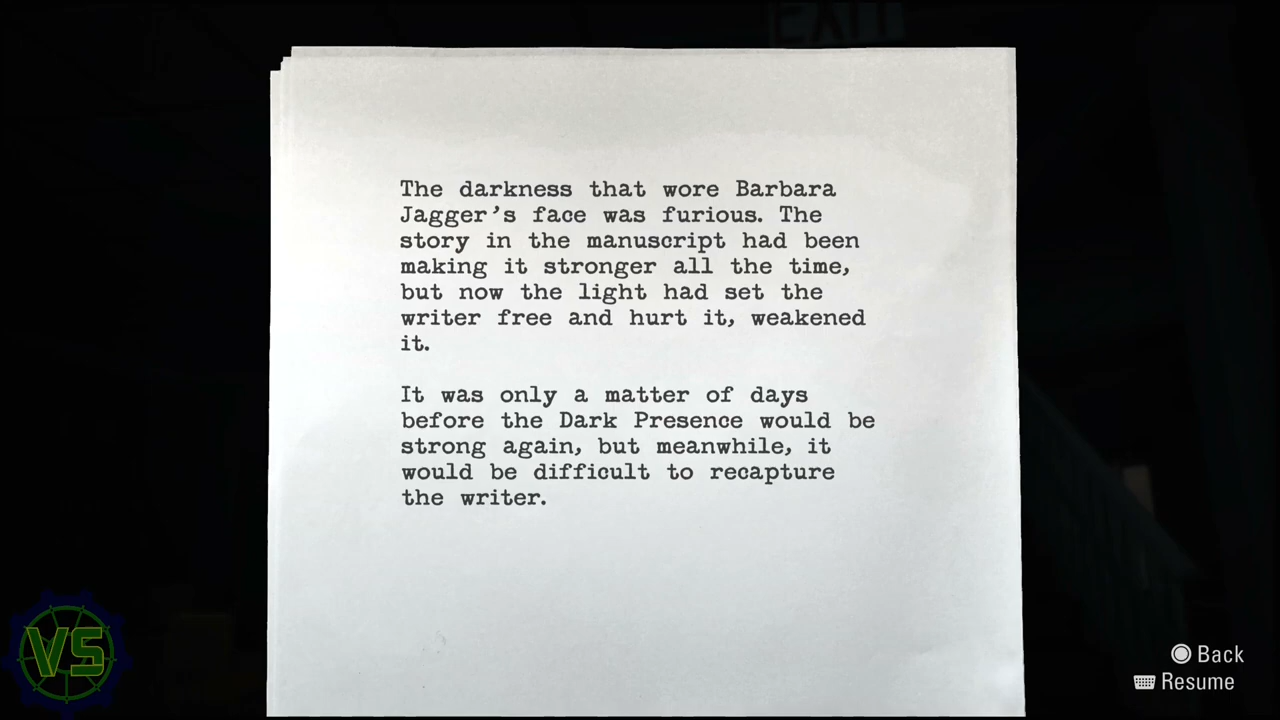 EXIT
The darkness that wore Barbara
Jagger's face was furious. The
story in the manuscript had been
making it stronger all the time,
but now the light had set the
writer free and hurt it, weakened
it.
It was only a matter of days
before the Dark Presence would be
strong again, but meanwhile, it
would be difficult to recapture
the writer.
VS
Back
Resume